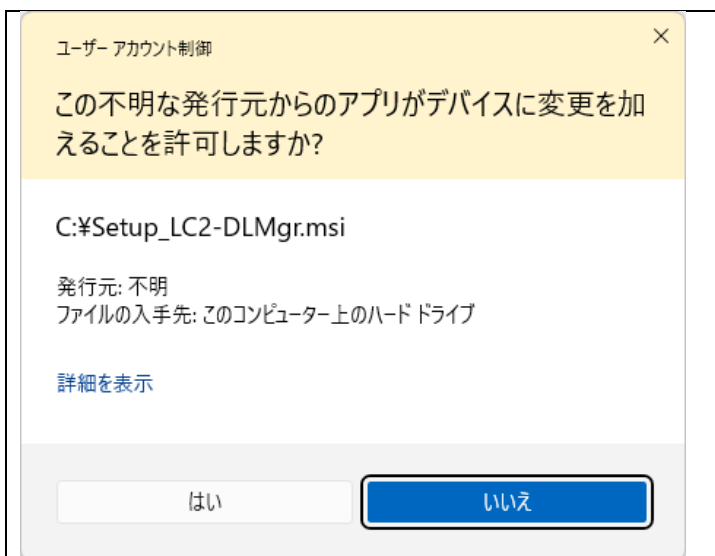 ユーザー アカウント制御
この不明な発行元からのアプリがデバイスに変更を加
えることを許可しますか?
C:¥Setup_LC2-DLMgr.msi
発行元: 不明
ファイルの入手先: このコンピューター上のハード ドライブ
詳細を表示
はい
いいえ